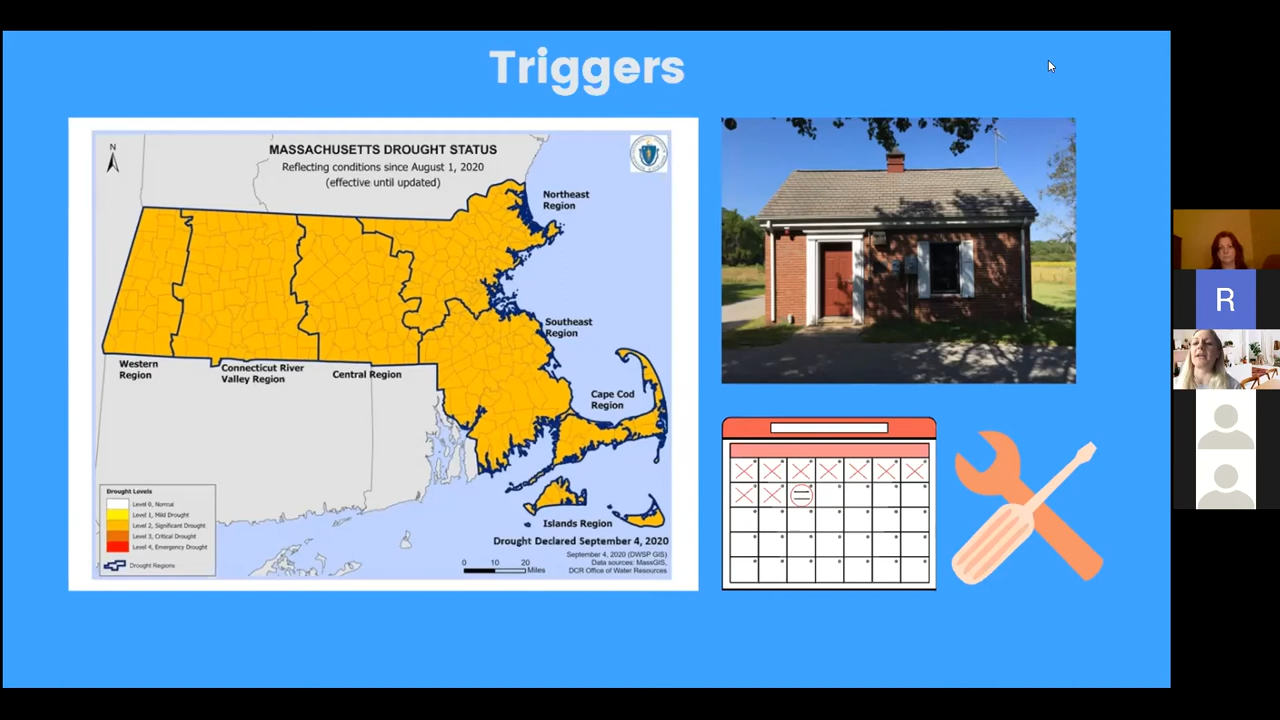 Triggers
MASSACHUSETTS DROUGHT STATUS
Reflecting conditions since August 1, 2020
(effective until updated)
N
Northeast
Region
Southeast
Region
Cape Cod
Region
Western
Region
Connecticut River
Valley Region
Central Region
Islands Region
Drought Levels
Level 0, Normal
Level 1, Mild Drought
Level 2, Significant Drought
Level 3, Critical Drought
Level 4, Emergency Drought
Drought Regions
Drought Declared September 4, 2020
September 4, 2020 (DWSP GIS)
Data sources: MassGIS,
DCR Office of Water Resources
0 10 20
Miles
R